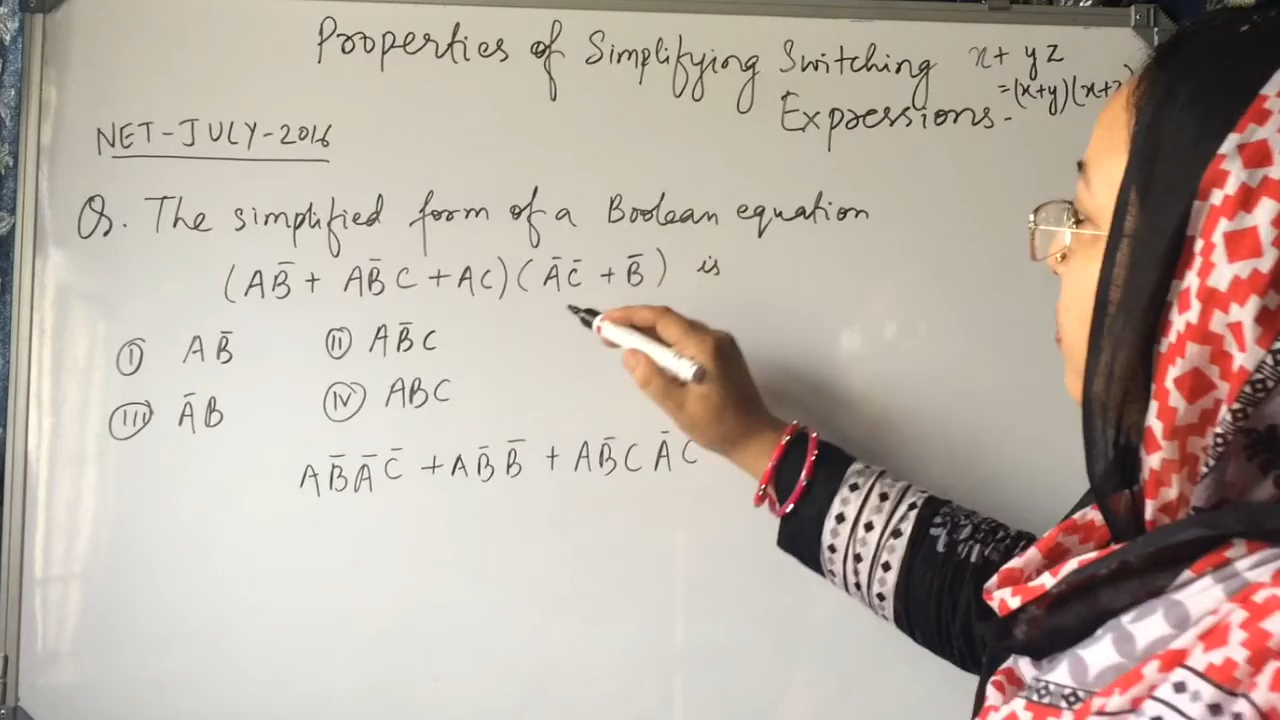 Properties of Simplifying Switching
Expressions-
x + yz
=(x+y)(x+z)
NET-JULY-2016
Q. The simplified form of a Boolean equation
(AB̄ + AB̄C + AC)(ĀC̄ + B̄) is
(i) AB̄ (ii) AB̄C
(iii) ĀB (iv) ABC
AB̄ĀC̄ + AB̄B̄ + AB̄CĀC